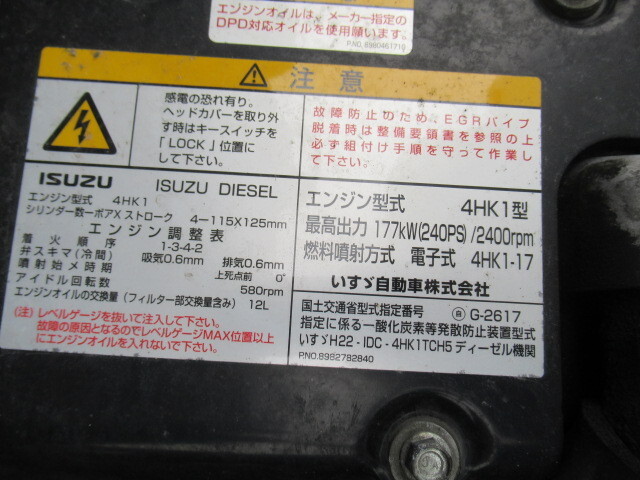 エンジンオイルは、メーカー指定の
DPD対応オイルを使用願います。
P.NO. 8980461710
注意
感電の恐れ有り。
ヘッドカバーを取り外
す時はキースイッチを
「LOCK」位置に
して下さい。
故障防止のため、EGRパイプ
脱着時は整備要領書を参照の上
必ず組付け手順を守って作業し
て下さい。
ISUZU ISUZU DIESEL
エンジン型式 4HK1
シリンダー数−ボアXストローク 4−115X125mm
エンジン調整表
着火順序 1-3-4-2
弁スキマ(冷間) 吸気0.6mm 排気0.6mm
噴射始メ時期 上死点前 0°
アイドル回転数 580rpm
エンジンオイルの交換量(フィルター部交換量含み) 12L
(注)レベルゲージを抜いて注入して下さい。
故障の原因となるのでレベルゲージMAX位置以上
にエンジンオイルを入れないで下さい。
エンジン型式 4HK1型
最高出力 177kW(240PS)/2400rpm
燃料噴射方式 電子式 4HK1-17
いすゞ自動車株式会社
国土交通省型式指定番号 G-2617
指定に係る一酸化炭素等発散防止装置型式
いすゞH22-IDC-4HK1TCH5 ディーゼル機関
P.NO.8982782840